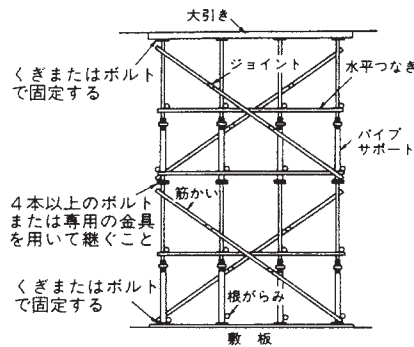 大引き
くぎまたはボルト
で固定する
ジョイント
水平つなぎ
パイプ
サポート
4本以上のボルト
または専用の金具
を用いて継ぐこと
筋かい
くぎまたはボルト
で固定する
根がらみ
敷板